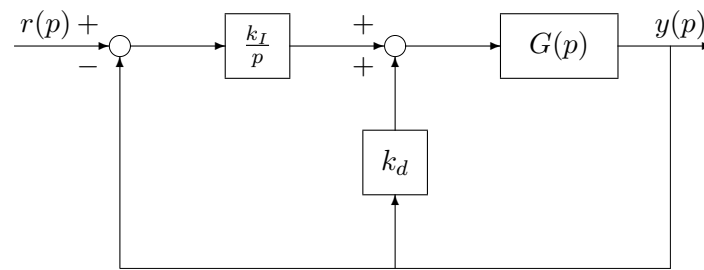 r(p) + k_I/p + G(p) y(p)
− +
k_d